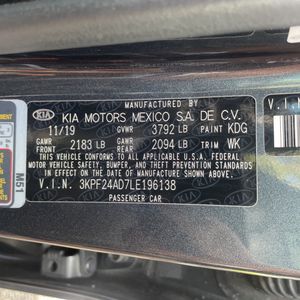 MANUFACTURED BY
KIA KIA MOTORS MEXICO S.A. DE C.V.
11/19 GVWR 3792 LB PAINT KDG
GAWR FRONT 2183 LB GAWR REAR 2094 LB TRIM WK
THIS VEHICLE CONFORMS TO ALL APPLICABLE U.S.A. FEDERAL
MOTOR VEHICLE SAFETY, BUMPER, AND THEFT PREVENTION
STANDARDS IN EFFECT ON THE DATE OF MANUFACTURE
SHOWN ABOVE.
V.I.N. 3KPF24AD7LE196138
PASSENGER CAR
M51
V.I.N